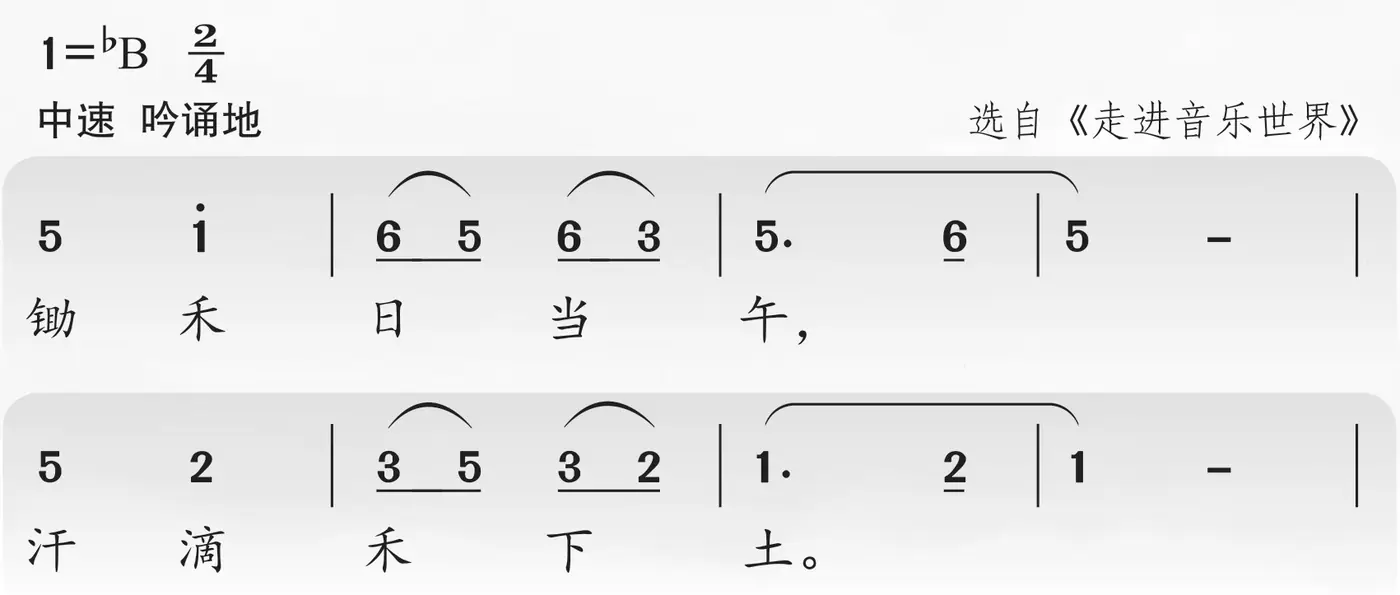 1=♭B 2/4
中速 吟诵地 选自《走进音乐世界》
5 i̇ | 6 5 6 3 | 5. 6 | 5 – |
锄 禾 日 当 午，
5 2 | 3 5 3 2 | 1. 2 | 1 – |
汗 滴 禾 下 土。